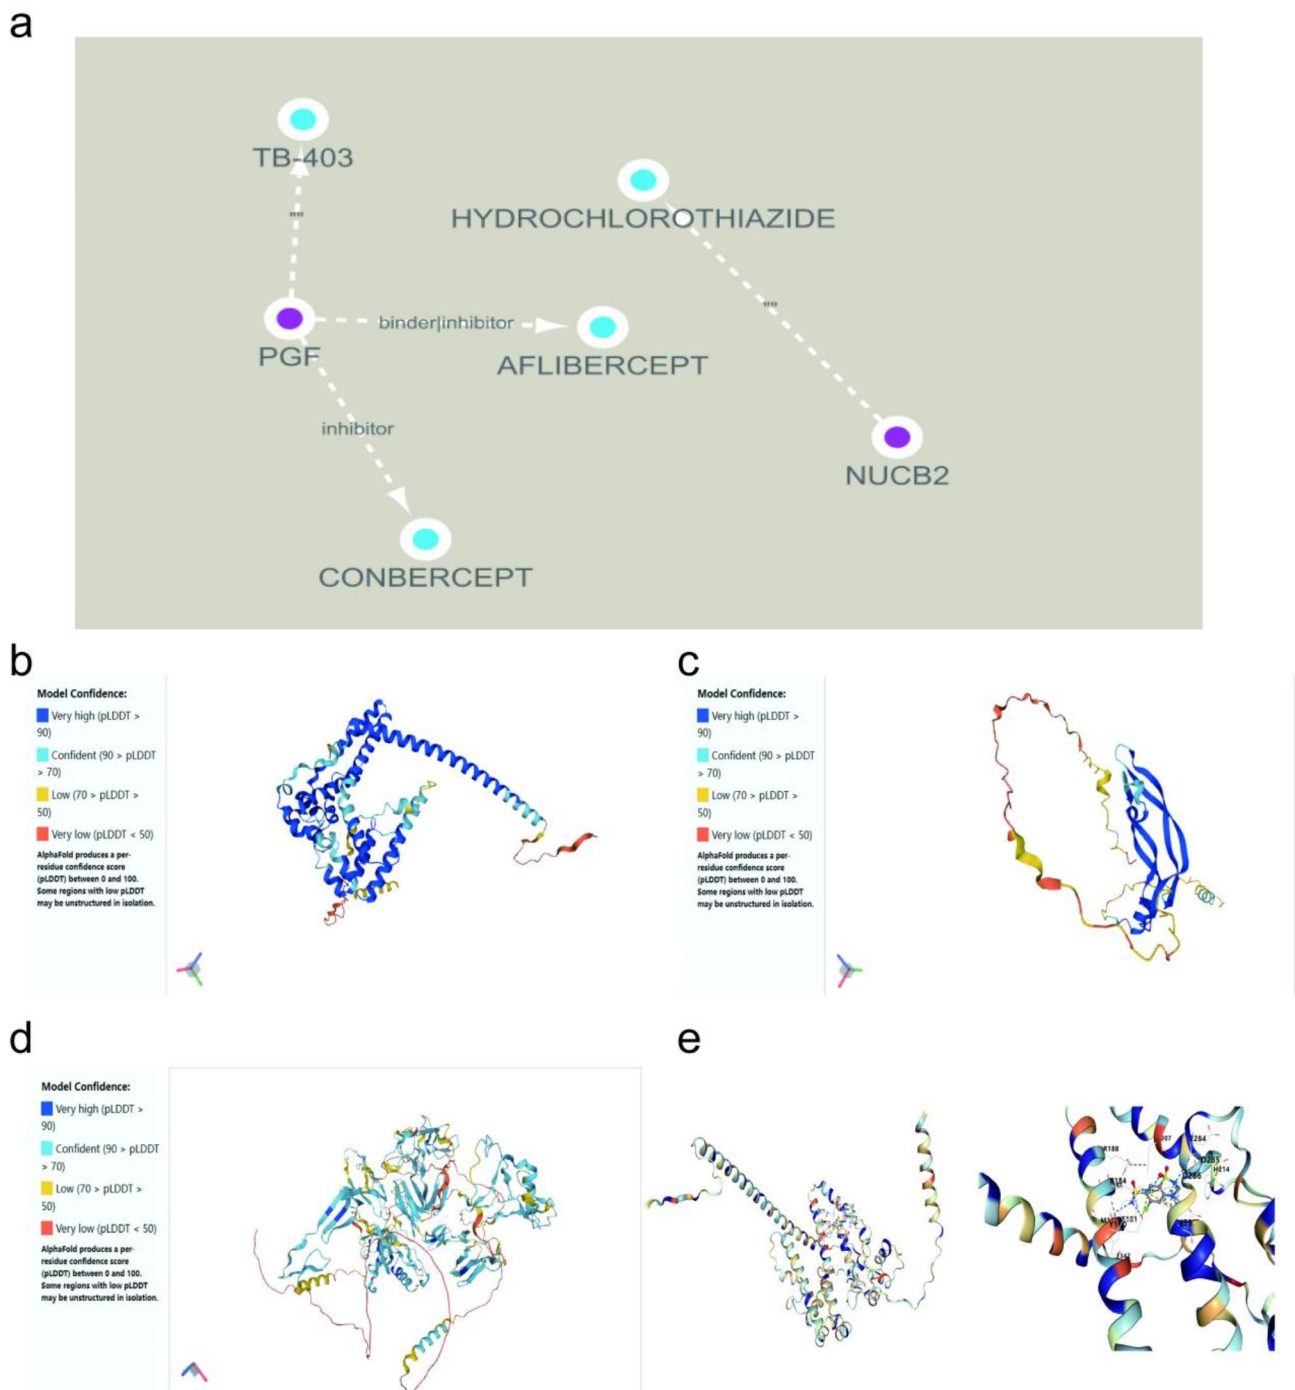 a
TB-403
HYDROCHLOROTHIAZIDE
""
""
binder|inhibitor
PGF
AFLIBERCEPT
inhibitor
NUCB2
CONBERCEPT
b
Model Confidence:
Very high (pLDDT >
90)
Confident (90 > pLDDT
> 70)
Low (70 > pLDDT >
50)
Very low (pLDDT < 50)
AlphaFold produces a per-
residue confidence score
(pLDDT) between 0 and 100.
Some regions with low pLDDT
may be unstructured in isolation.
c
Model Confidence:
Very high (pLDDT >
90)
Confident (90 > pLDDT
> 70)
Low (70 > pLDDT >
50)
Very low (pLDDT < 50)
AlphaFold produces a per-
residue confidence score
(pLDDT) between 0 and 100.
Some regions with low pLDDT
may be unstructured in isolation.
d
Model Confidence:
Very high (pLDDT >
90)
Confident (90 > pLDDT
> 70)
Low (70 > pLDDT >
50)
Very low (pLDDT < 50)
AlphaFold produces a per-
residue confidence score
(pLDDT) between 0 and 100.
Some regions with low pLDDT
may be unstructured in isolation.
e
R188
E284
D285
H214
D286